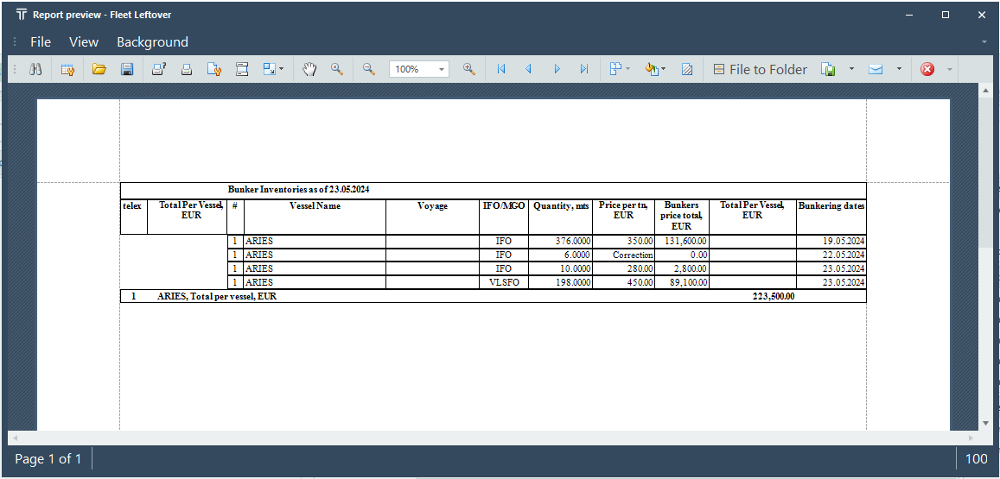 Report preview - Fleet Leftover
File View Background
100% File to Folder
Bunker Inventories as of 23.05.2024
telex Total Per Vessel, EUR # Vessel Name Voyage IFO/MGO Quantity, mts Price per tn, EUR Bunkers price total, EUR Total Per Vessel, EUR Bunkering dates
1 ARIES IFO 376.0000 350.00 131,600.00 19.05.2024
1 ARIES IFO 6.0000 Correction 0.00 22.05.2024
1 ARIES IFO 10.0000 280.00 2,800.00 23.05.2024
1 ARIES VLSFO 198.0000 450.00 89,100.00 23.05.2024
1 ARIES, Total per vessel, EUR 223,500.00
Page 1 of 1 100